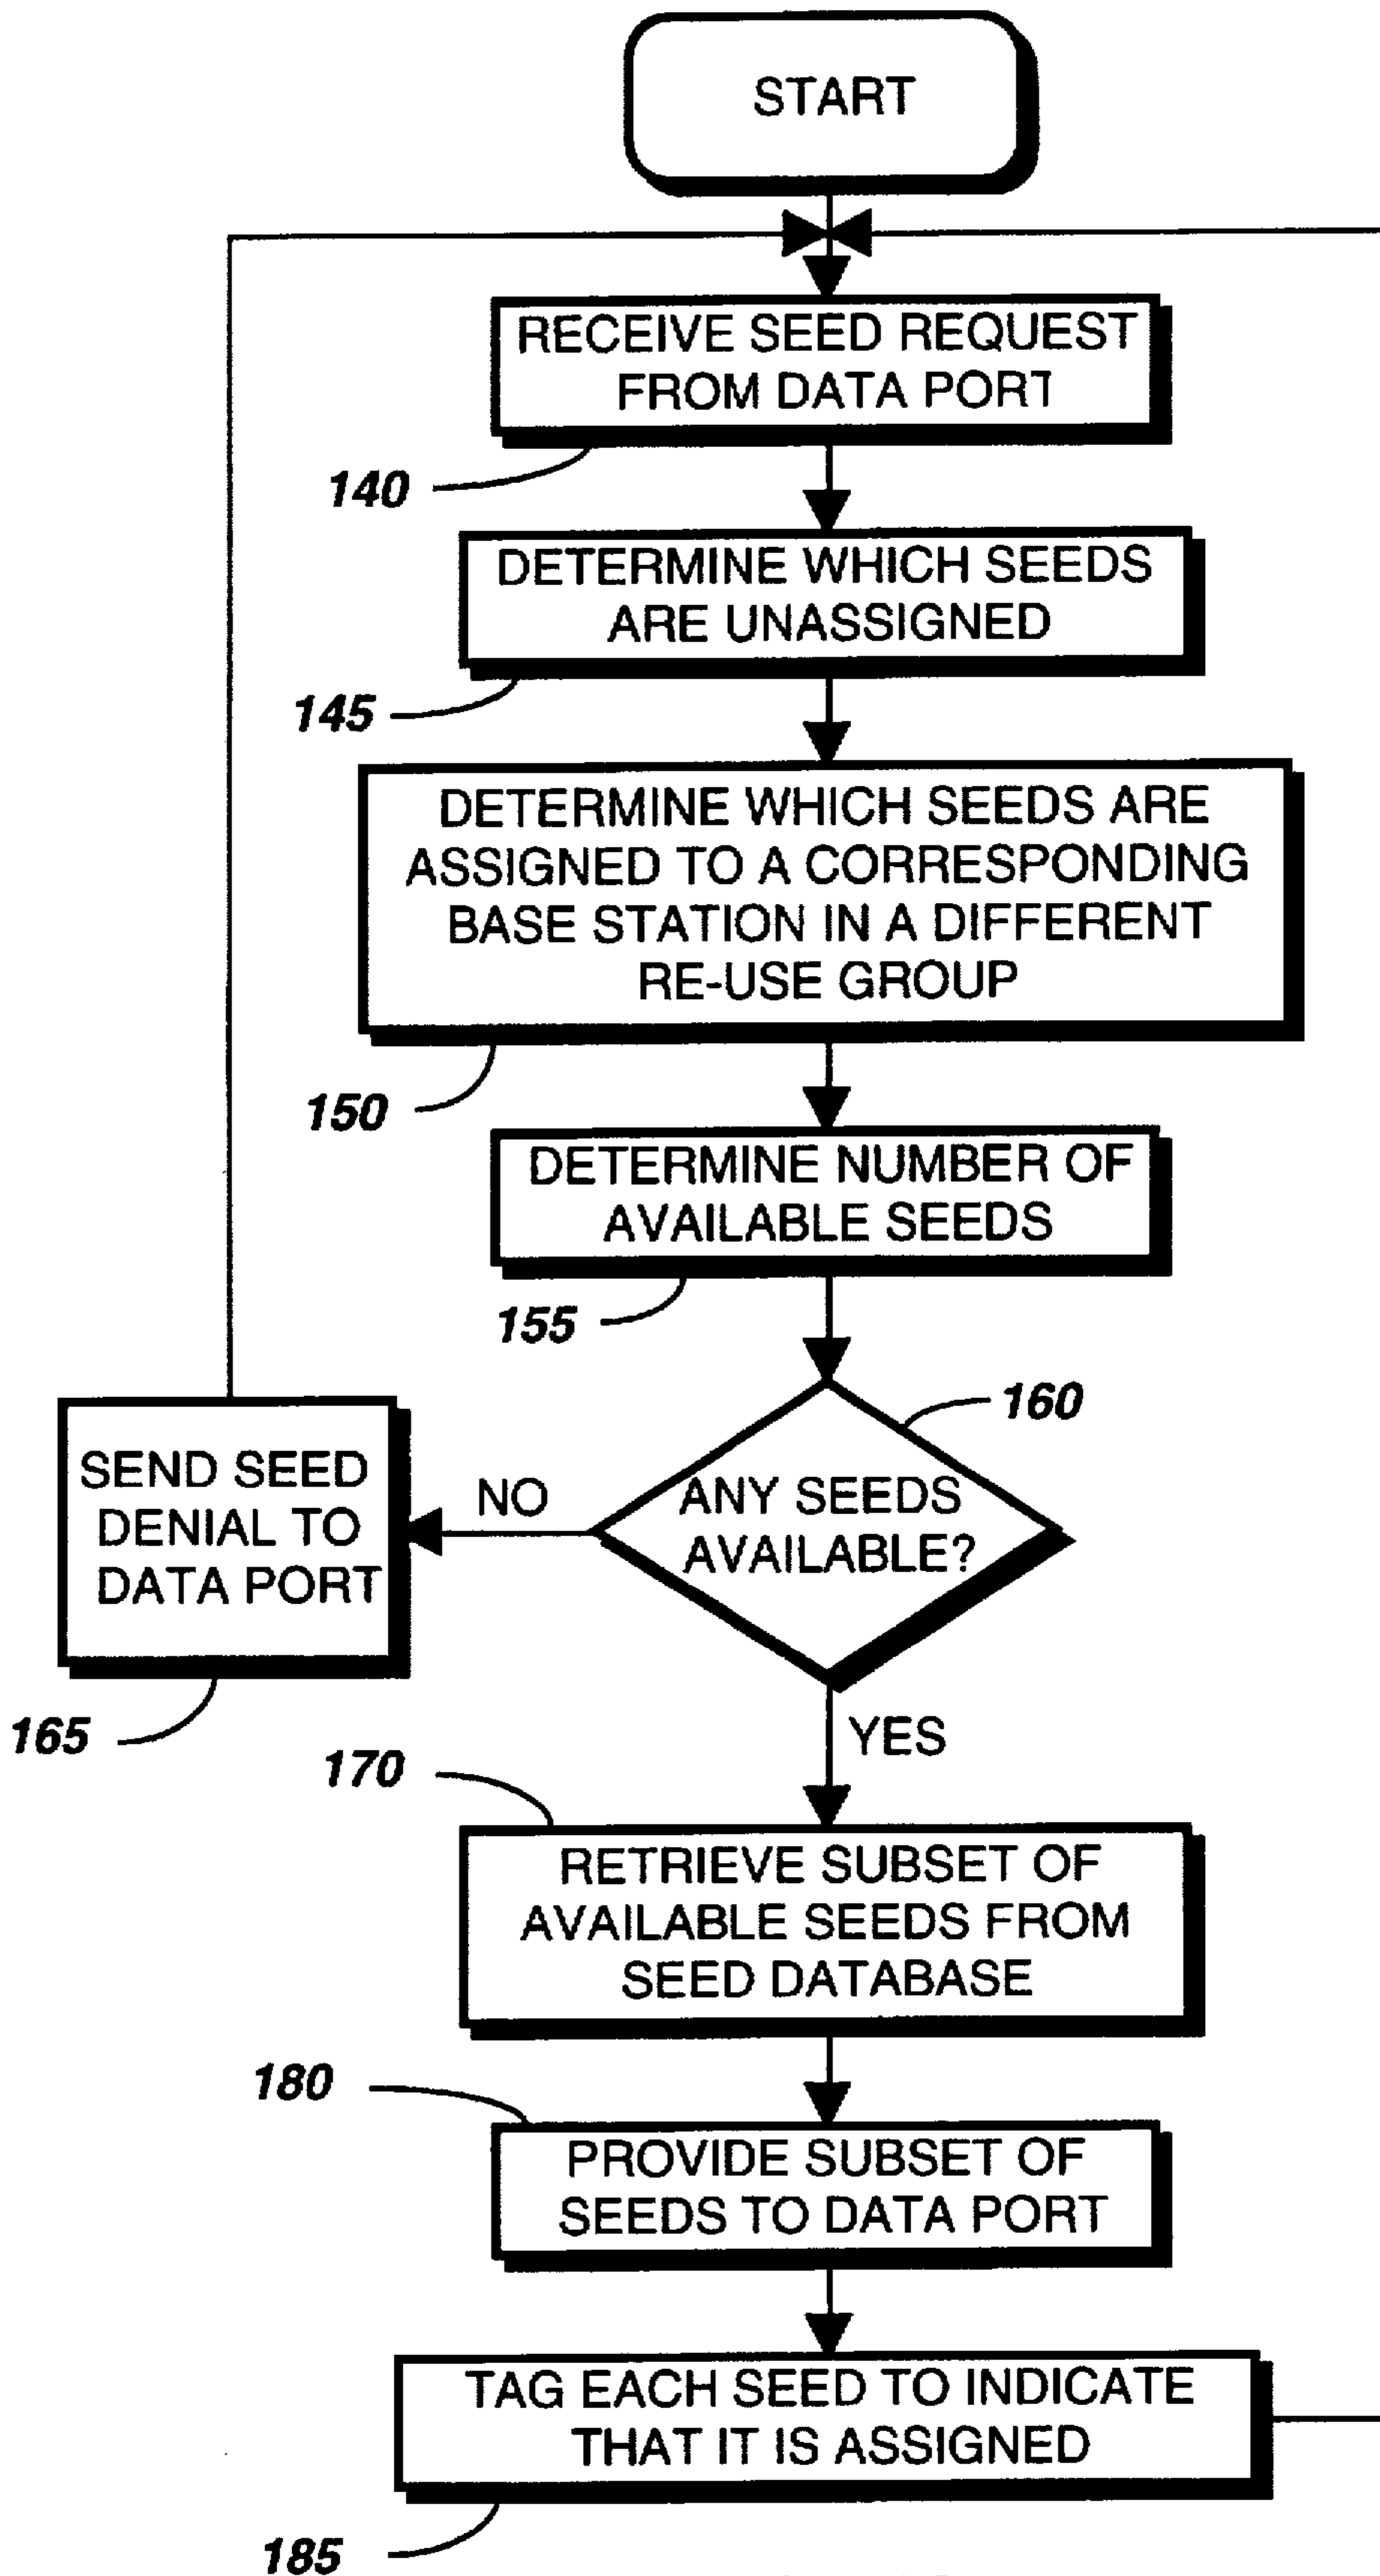 START
RECEIVE SEED REQUEST
FROM DATA PORT
140
DETERMINE WHICH SEEDS
ARE UNASSIGNED
145
DETERMINE WHICH SEEDS ARE
ASSIGNED TO A CORRESPONDING
BASE STATION IN A DIFFERENT
RE-USE GROUP
150
DETERMINE NUMBER OF
AVAILABLE SEEDS
155
160
ANY SEEDS
AVAILABLE?
NO
SEND SEED
DENIAL TO
DATA PORT
165
YES
170
RETRIEVE SUBSET OF
AVAILABLE SEEDS FROM
SEED DATABASE
180
PROVIDE SUBSET OF
SEEDS TO DATA PORT
TAG EACH SEED TO INDICATE
THAT IT IS ASSIGNED
185